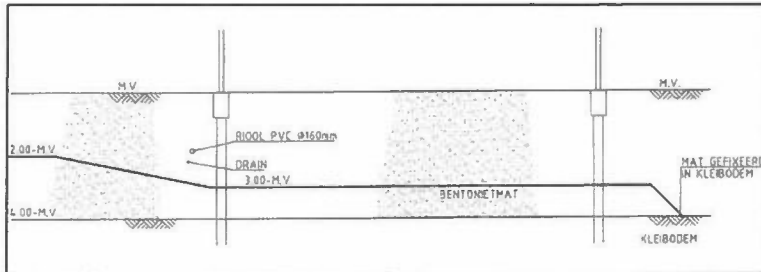 M.V.
M.V.
RIOOL PVC Ø160mm
2.00-M.V.
DRAIN
3.00-M.V.
MAT GEFIXEERD
IN KLEIBODEM
BENTONIETMAT
4.00-M.V.
KLEIBODEM